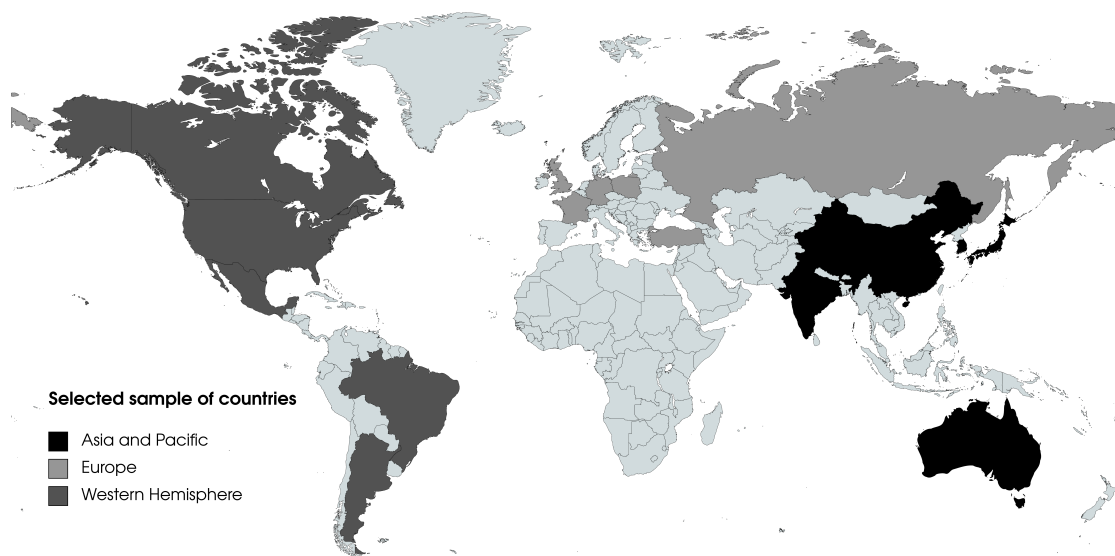 Selected sample of countries
Asia and Pacific
Europe
Western Hemisphere